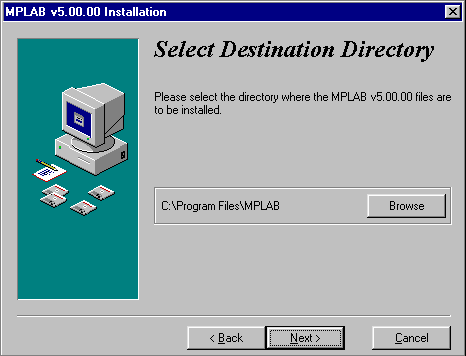 MPLAB v5.00.00 Installation
Select Destination Directory
Please select the directory where the MPLAB v5.00.00 files are
to be installed.
C:\Program Files\MPLAB
Browse
< Back
Next >
Cancel